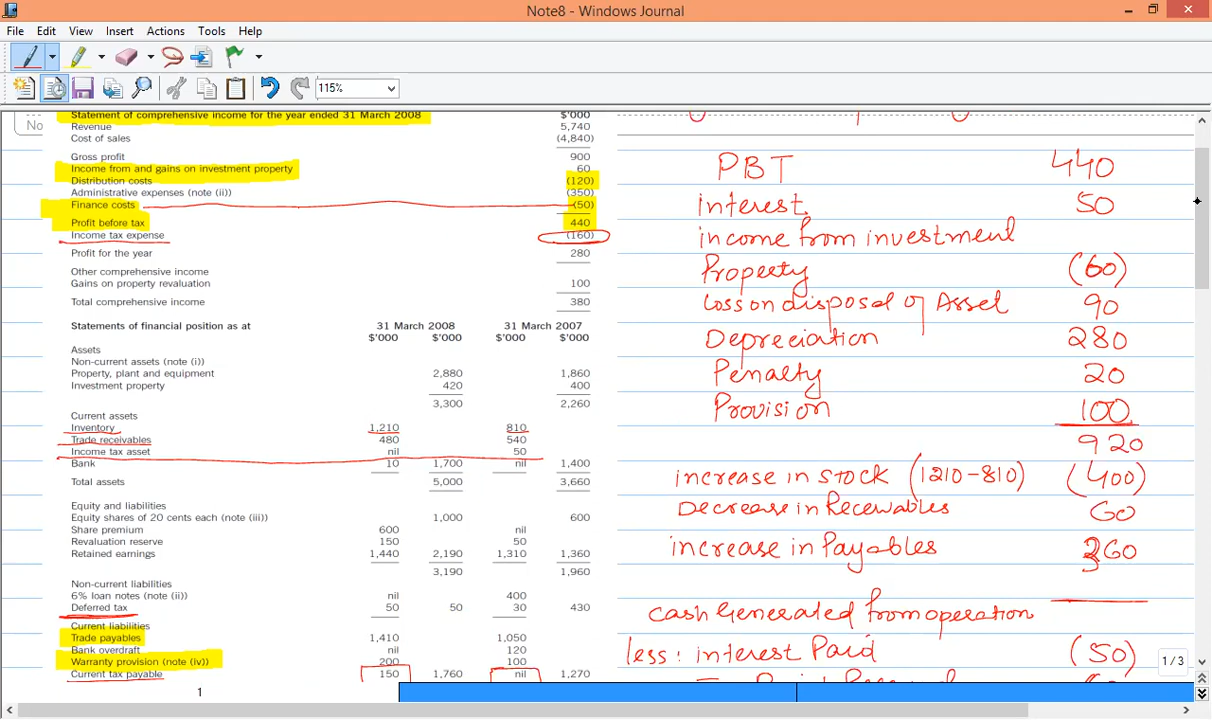 Note8 - Windows Journal
File Edit View Insert Actions Tools Help
115%
No
Statement of comprehensive income for the year ended 31 March 2008 $'000
Revenue 5,740
Cost of sales (4,840)
Gross profit 900
Income from and gains on investment property 60
Distribution costs (120)
Administrative expenses (note (ii)) (350)
Finance costs (50)
Profit before tax 440
Income tax expense (160)
Profit for the year 280
Other comprehensive income
Gains on property revaluation 100
Total comprehensive income 380
Statements of financial position as at 31 March 2008 31 March 2007
$'000 $'000 $'000 $'000
Assets
Non-current assets (note (i))
Property, plant and equipment 2,880 1,860
Investment property 420 400
3,300 2,260
Current assets
Inventory 1,210 810
Trade receivables 480 540
Income tax asset nil 50
Bank 10 1,700 nil 1,400
Total assets 5,000 3,660
Equity and liabilities
Equity shares of 20 cents each (note (iii)) 1,000 600
Share premium 600 nil
Revaluation reserve 150 50
Retained earnings 1,440 2,190 1,310 1,360
3,190 1,960
Non-current liabilities
6% loan notes (note (ii)) nil 400
Deferred tax 50 50 30 430
Current liabilities
Trade payables 1,410 1,050
Bank overdraft nil 120
Warranty provision (note (iv)) 200 100
Current tax payable 150 1,760 nil 1,270
1
PBT 440
interest 50
income from investment
Property (60)
Loss on disposal of Asset 90
Depreciation 280
Penalty 20
Provision 100
920
increase in stock (1210-810) (400)
Decrease in Receivables 60
increase in Payables 360
cash Generated from operation
less: interest Paid (50)
1 / 3